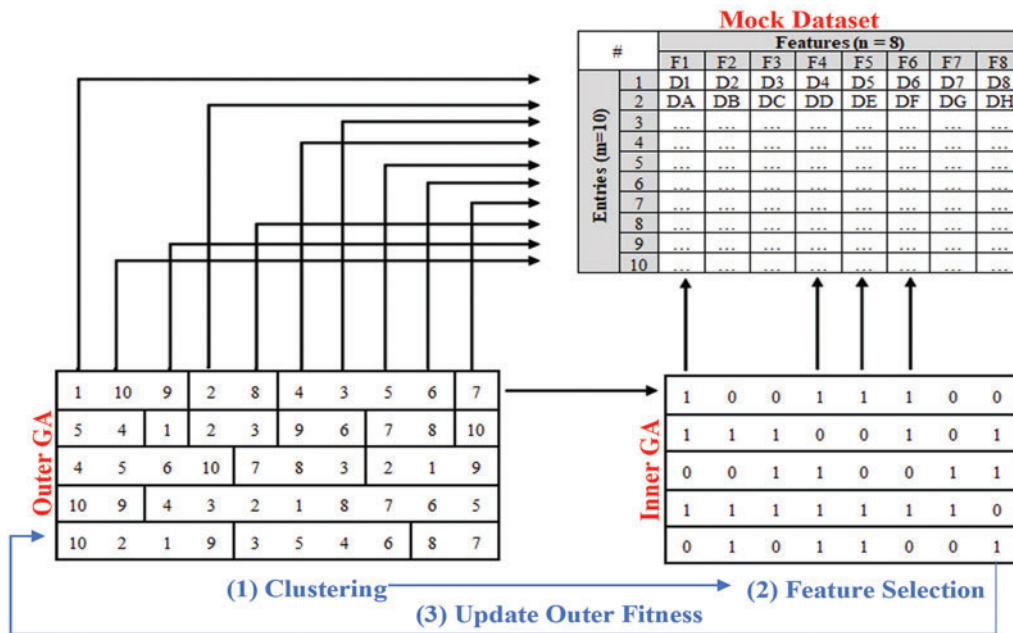 Mock Dataset
# Features (n = 8)
F1 F2 F3 F4 F5 F6 F7 F8
Entries (m=10)
1 D1 D2 D3 D4 D5 D6 D7 D8
2 DA DB DC DD DE DF DG DH
3 ... ... ... ... ... ... ... ...
4 ... ... ... ... ... ... ... ...
5 ... ... ... ... ... ... ... ...
6 ... ... ... ... ... ... ... ...
7 ... ... ... ... ... ... ... ...
8 ... ... ... ... ... ... ... ...
9 ... ... ... ... ... ... ... ...
10 ... ... ... ... ... ... ... ...
Outer GA
1 10 9 2 8 4 3 5 6 7
5 4 1 2 3 9 6 7 8 10
4 5 6 10 7 8 3 2 1 9
10 9 4 3 2 1 8 7 6 5
10 2 1 9 3 5 4 6 8 7
Inner GA
1 0 0 1 1 1 0 0
1 1 1 0 0 1 0 1
0 0 1 1 0 0 1 1
1 1 1 1 1 1 1 0
0 1 0 1 1 0 0 1
(1) Clustering
(2) Feature Selection
(3) Update Outer Fitness